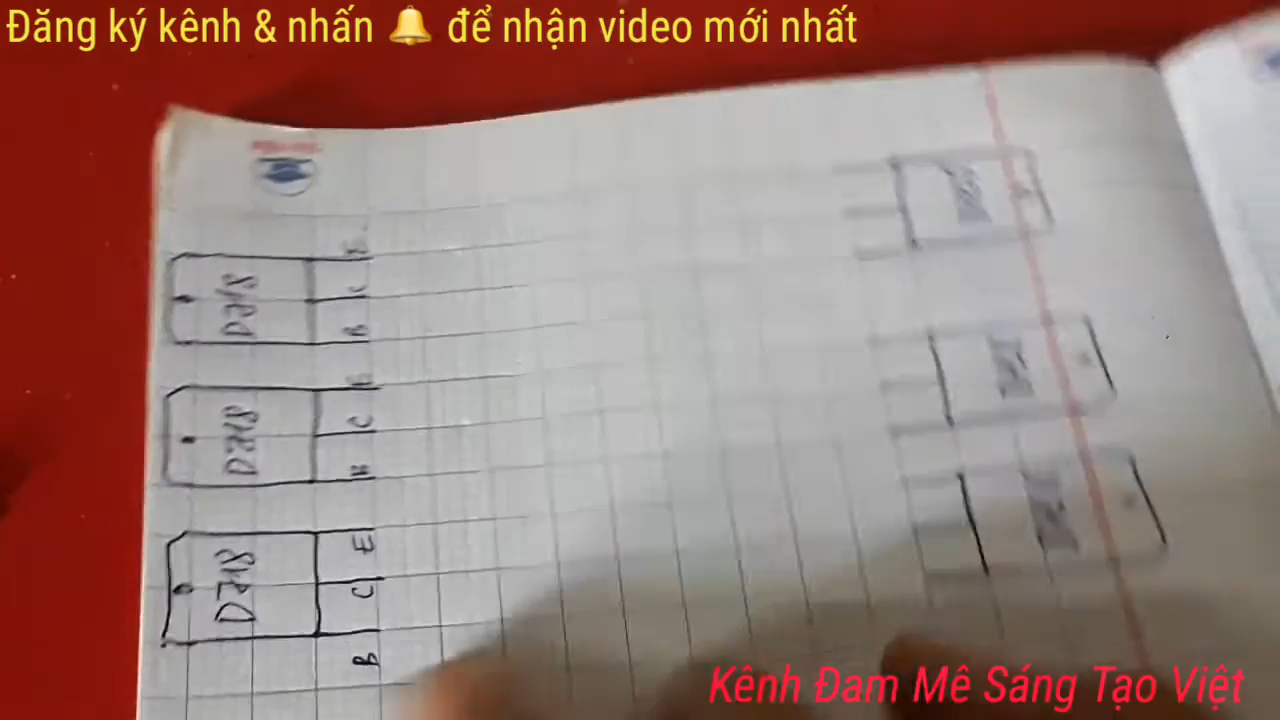 Đăng ký kênh & nhấn 🔔 để nhận video mới nhất
D718
E
C
B
D718
C
D718
E
C
B
Kênh Đam Mê Sáng Tạo Việt